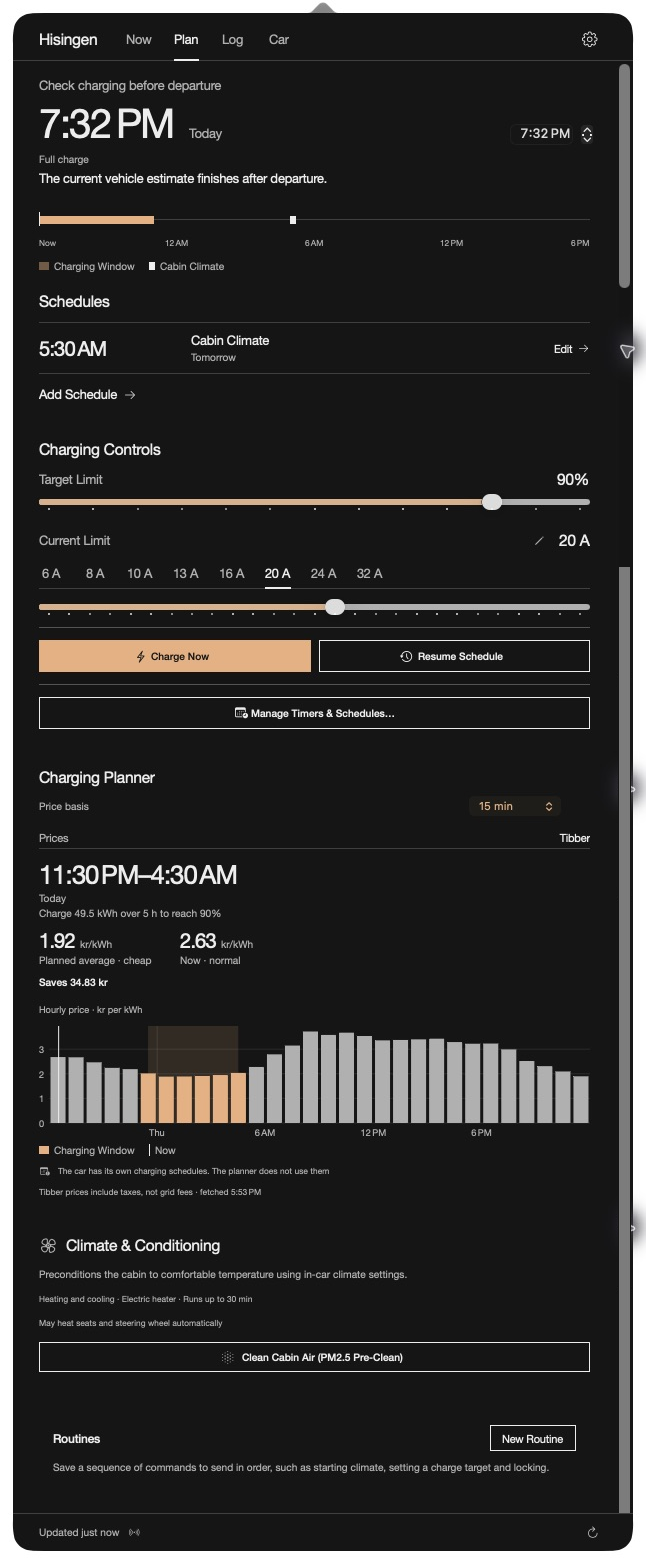 Hisingen Now Plan Log Car
Check charging before departure
7:32 PM Today 7:32 PM
Full charge
The current vehicle estimate finishes after departure.
Now 12 AM 6 AM 12 PM 6 PM
Charging Window Cabin Climate
Schedules
5:30 AM Cabin Climate Edit →
Tomorrow
Add Schedule →
Charging Controls
Target Limit 90%
Current Limit 20 A
6 A 8 A 10 A 13 A 16 A 20 A 24 A 32 A
Charge Now Resume Schedule
Manage Timers & Schedules...
Charging Planner
Price basis 15 min
Prices Tibber
11:30 PM–4:30 AM
Today
Charge 49.5 kWh over 5 h to reach 90%
1.92 kr/kWh 2.63 kr/kWh
Planned average · cheap Now · normal
Saves 34.83 kr
Hourly price · kr per kWh
3
2
1
0
Thu 6 AM 12 PM 6 PM
Charging Window Now
The car has its own charging schedules. The planner does not use them
Tibber prices include taxes, not grid fees · fetched 5:53 PM
Climate & Conditioning
Preconditions the cabin to comfortable temperature using in-car climate settings.
Heating and cooling · Electric heater · Runs up to 30 min
May heat seats and steering wheel automatically
Clean Cabin Air (PM2.5 Pre-Clean)
Routines New Routine
Save a sequence of commands to send in order, such as starting climate, setting a charge target and locking.
Updated just now